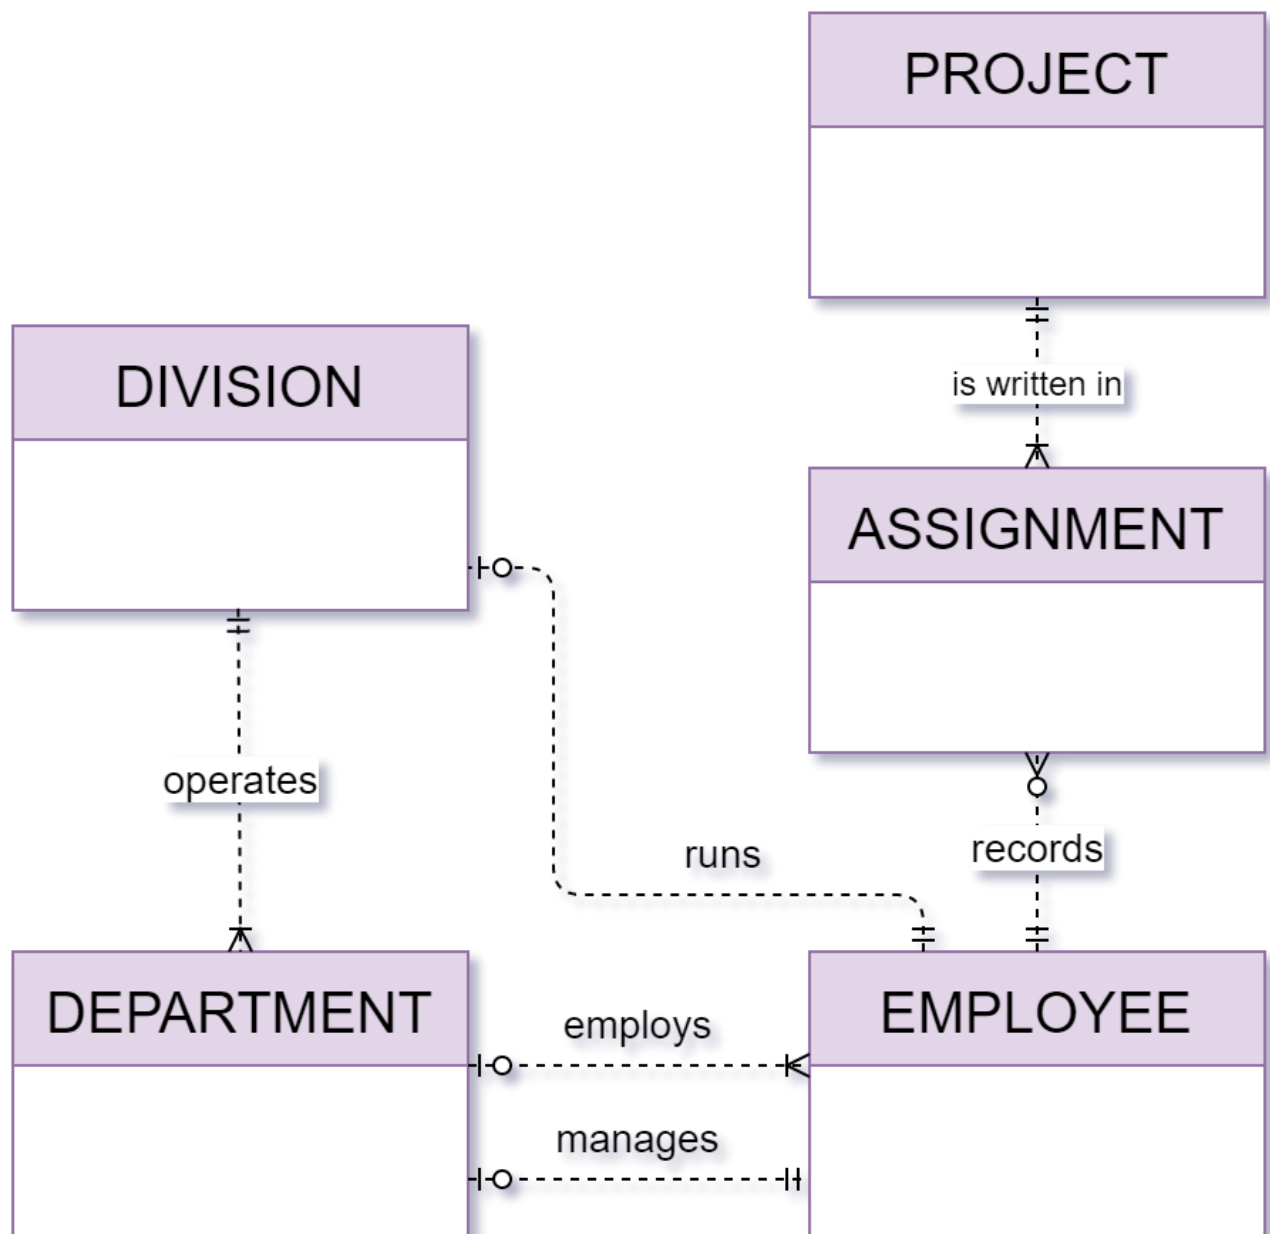 PROJECT
DIVISION
is written in
ASSIGNMENT
operates
runs
records
DEPARTMENT
employs
EMPLOYEE
manages